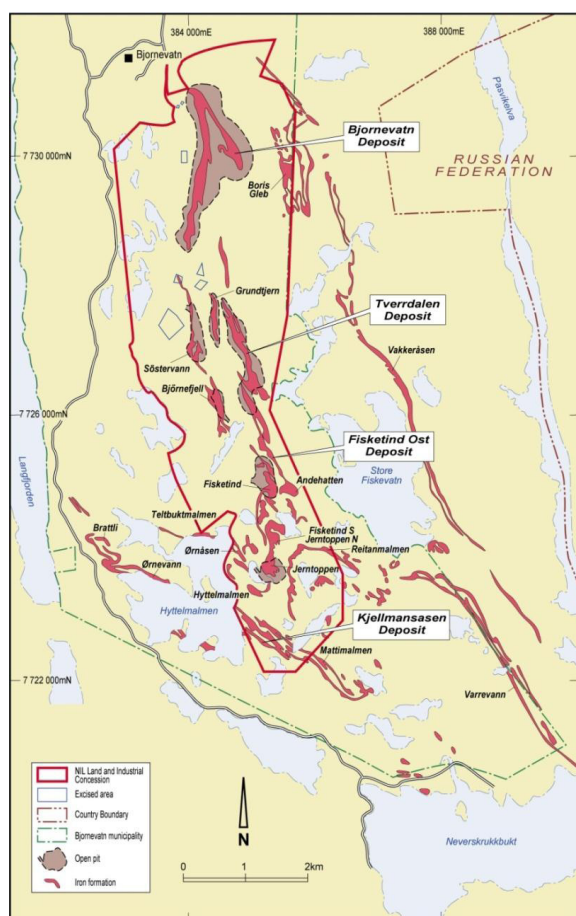 384 000mE
388 000mE
Bjornevatn
Pasvikelva
Bjornevatn
Deposit
7 730 000mN
RUSSIAN
FEDERATION
Boris
Gleb
Grundtjern
Tverrdalen
Deposit
Vakkeråsen
Söstervann
Björnefjell
7 726 000mN
Fisketind Ost
Deposit
Langfjorden
Store
Fiskevatn
Fisketind
Andehatten
Teltbuktmalmen
Fisketind S
Jerntoppen N
Brattli
Reitanmalmen
Ørnåsen
Ørnevann
Jerntoppen
Hyttelmalmen
Hyttelmalmen
Kjellmansasen
Deposit
Mattimalmen
7 722 000mN
Varrevann
NIL Land and Industrial
Concession
Excised area
Country Boundary
Bjornevatn municipality
Open pit
Iron formation
N
0 1 2km
Neverskrukkbukt